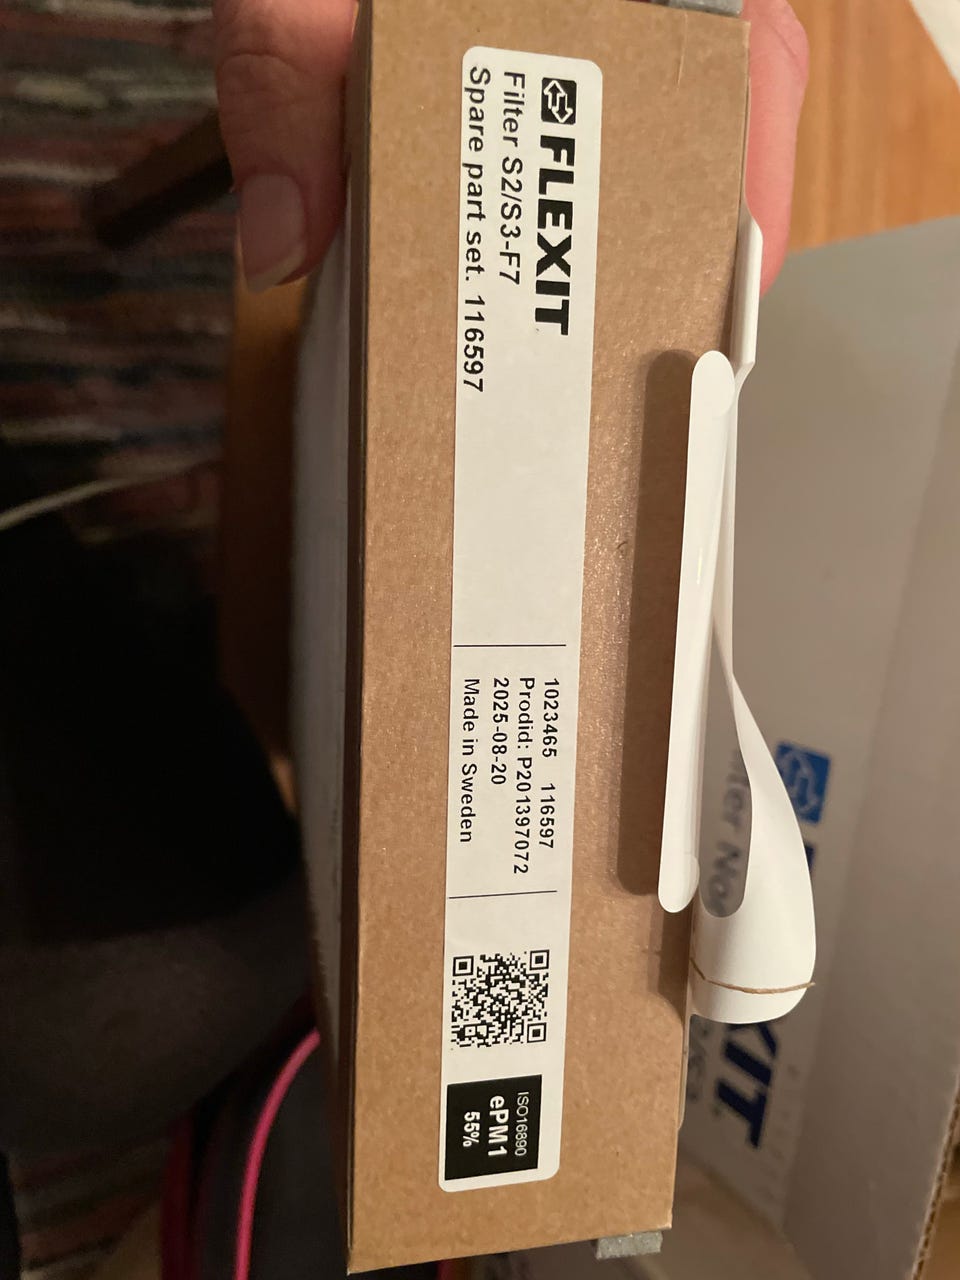 FLEXIT
Filter S2/S3-F7
Spare part set. 116597
1023465 116597
Prodid: P201397072
2025-08-20
Made in Sweden
ISO16890
ePM1
55%